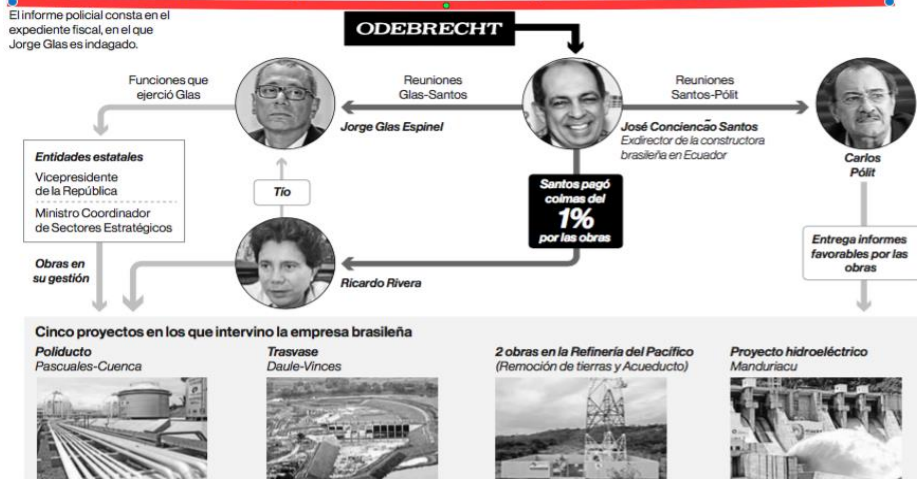 El informe policial consta en el
expediente fiscal, en el que
Jorge Glas es indagado.
ODEBRECHT
Funciones que
ejerció Glas
Reuniones
Glas-Santos
Reuniones
Santos-Pólit
Jorge Glas Espinel
José Conciencão Santos
Exdirector de la constructora
brasileña en Ecuador
Carlos
Pólit
Entidades estatales
Vicepresidente
de la República
Ministro Coordinador
de Sectores Estratégicos
Tío
Santos pagó
coimas del
1%
por las obras
Entrega informes
favorables por las
obras
Obras en
su gestión
Ricardo Rivera
Cinco proyectos en los que intervino la empresa brasileña
Poliducto
Pascuales-Cuenca
Trasvase
Daule-Vinces
2 obras en la Refinería del Pacífico
(Remoción de tierras y Acueducto)
Proyecto hidroeléctrico
Manduriacu